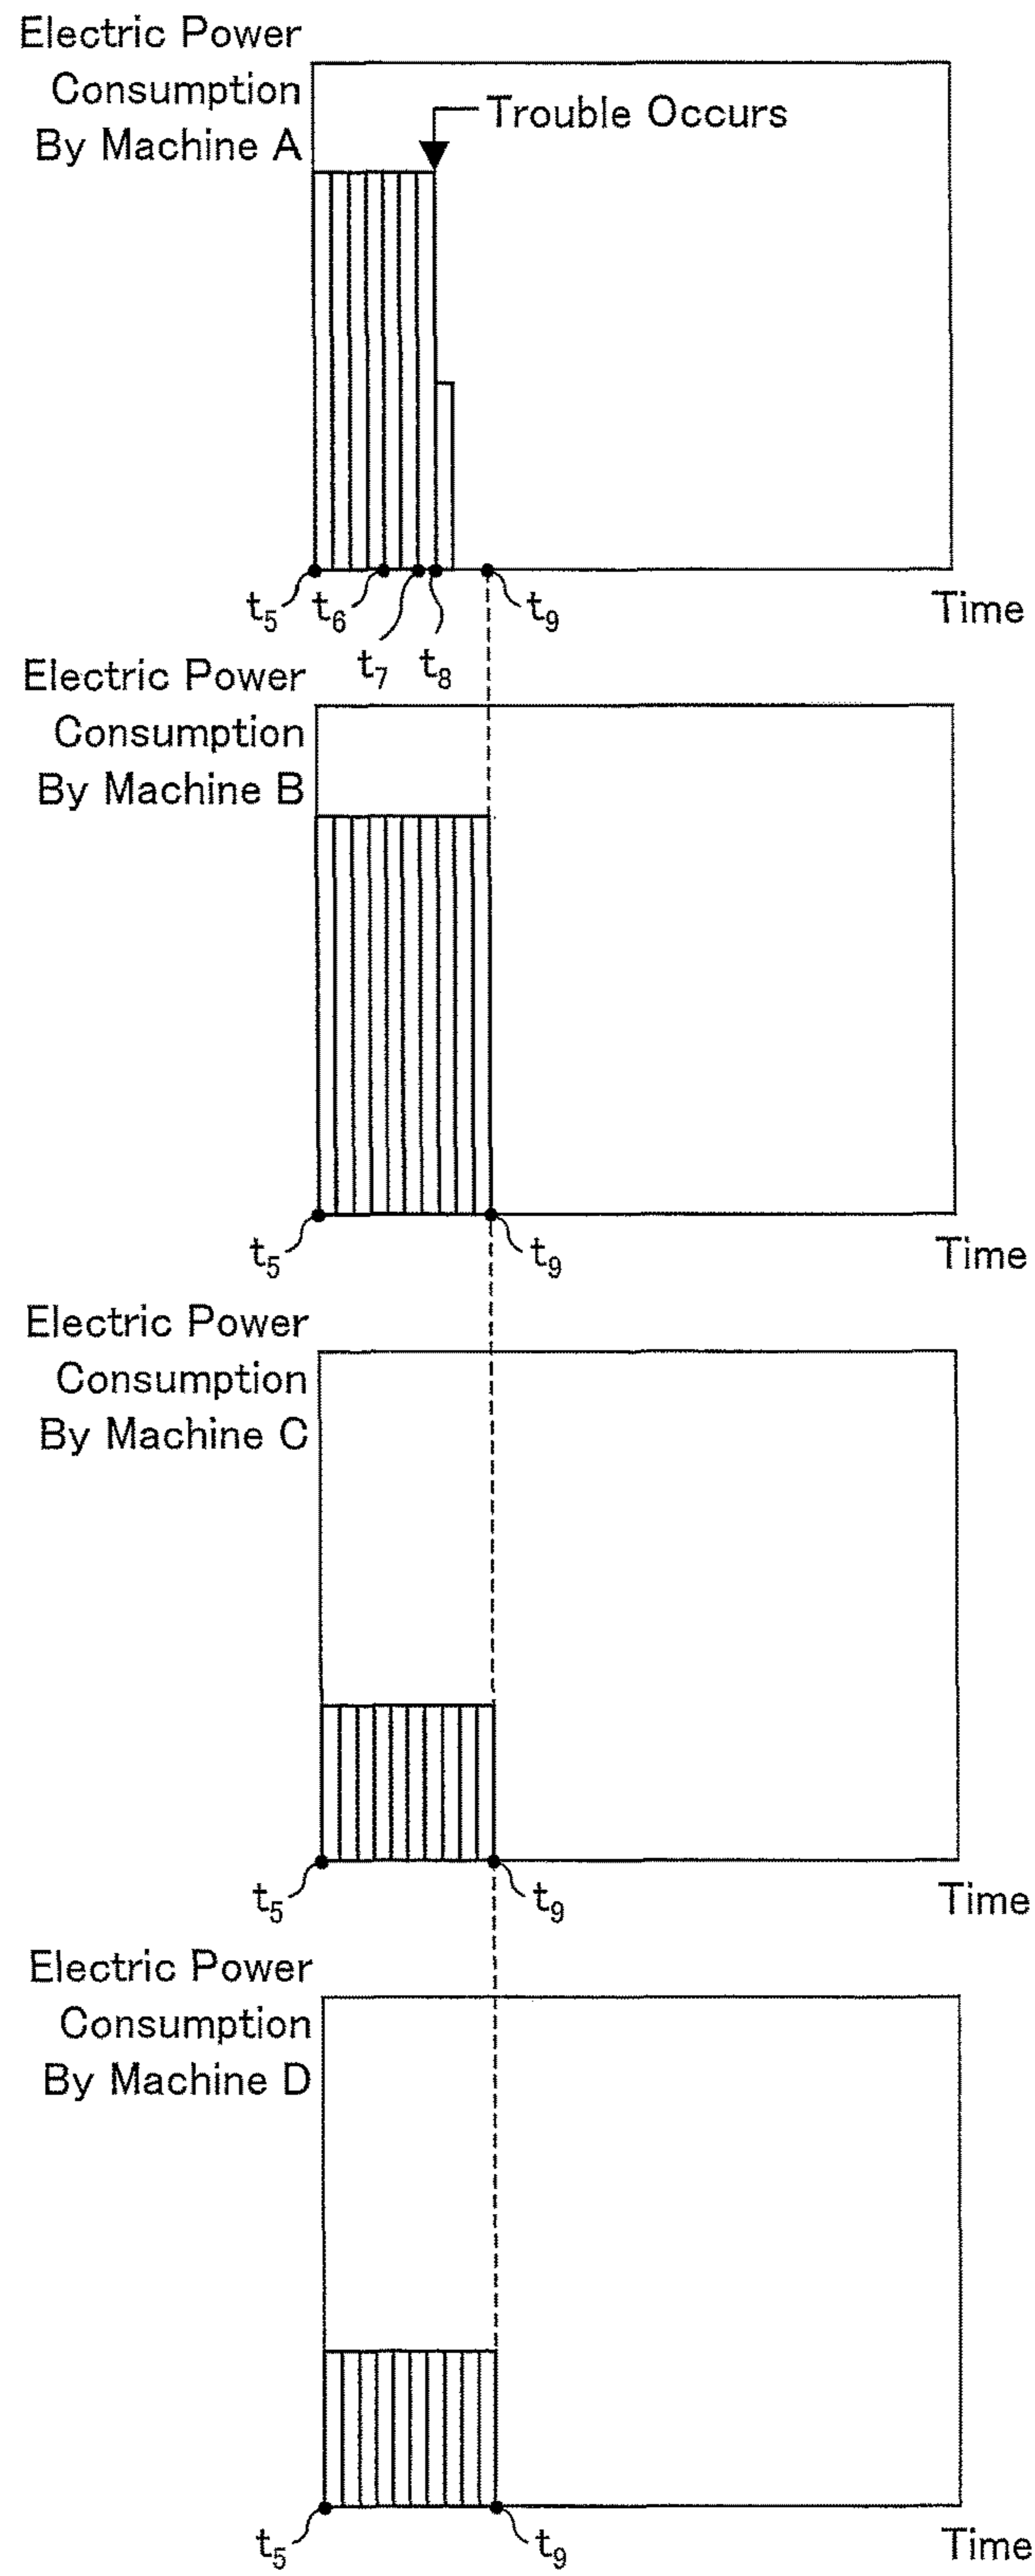 Electric Power
Consumption
By Machine A
Trouble Occurs
t5 t6 t9
Time
t7 t8
Electric Power
Consumption
By Machine B
t5 t9
Time
Electric Power
Consumption
By Machine C
t5 t9
Time
Electric Power
Consumption
By Machine D
t5 t9
Time